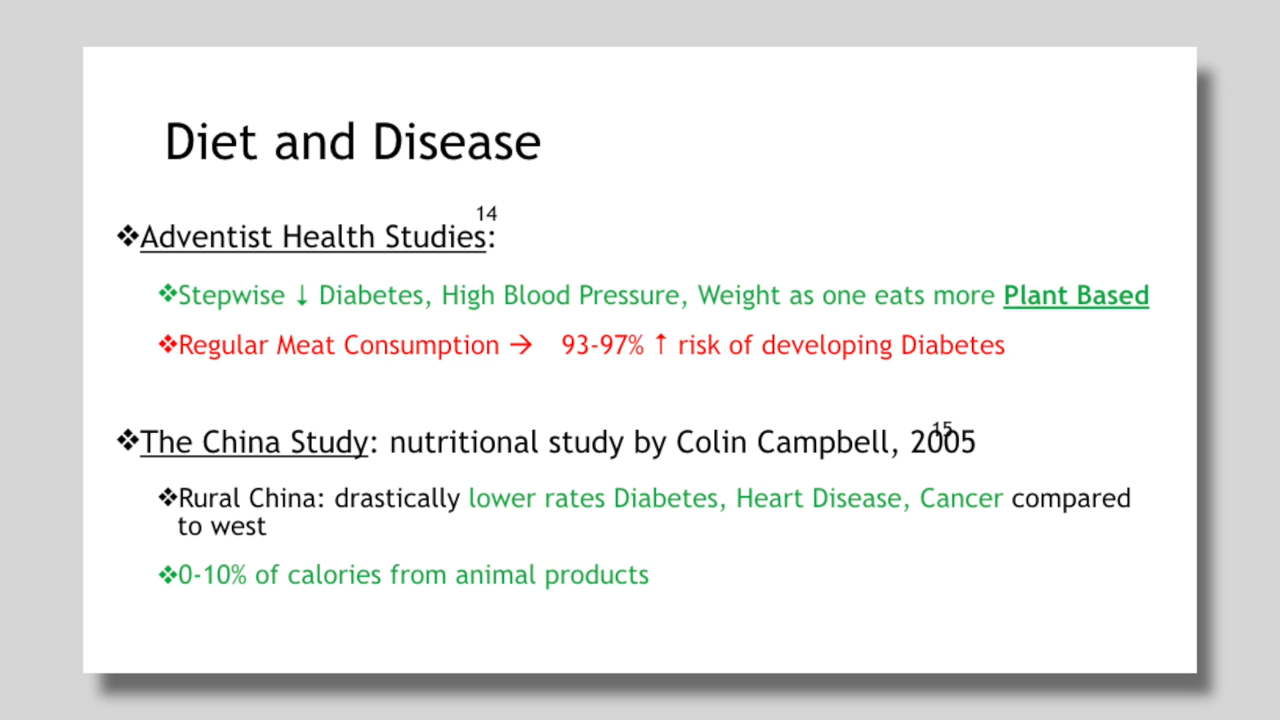 Diet and Disease
❖Adventist Health Studies: 14
❖Stepwise ↓ Diabetes, High Blood Pressure, Weight as one eats more Plant Based
❖Regular Meat Consumption → 93-97% ↑ risk of developing Diabetes
❖The China Study: nutritional study by Colin Campbell, 2005 15
❖Rural China: drastically lower rates Diabetes, Heart Disease, Cancer compared
to west
❖0-10% of calories from animal products